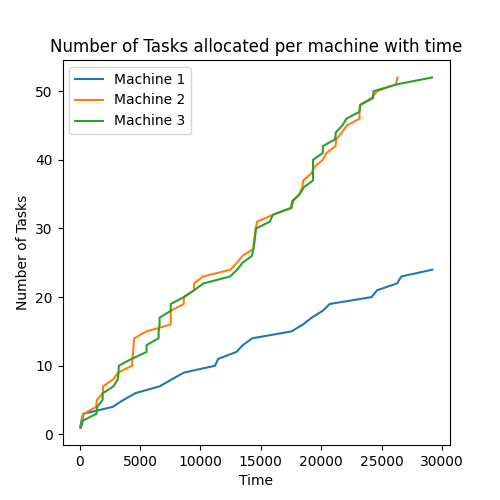 Number of Tasks allocated per machine with time
Machine 1
Machine 2
Machine 3
50
40
30
20
10
0
Number of Tasks
0 5000 10000 15000 20000 25000 30000
Time